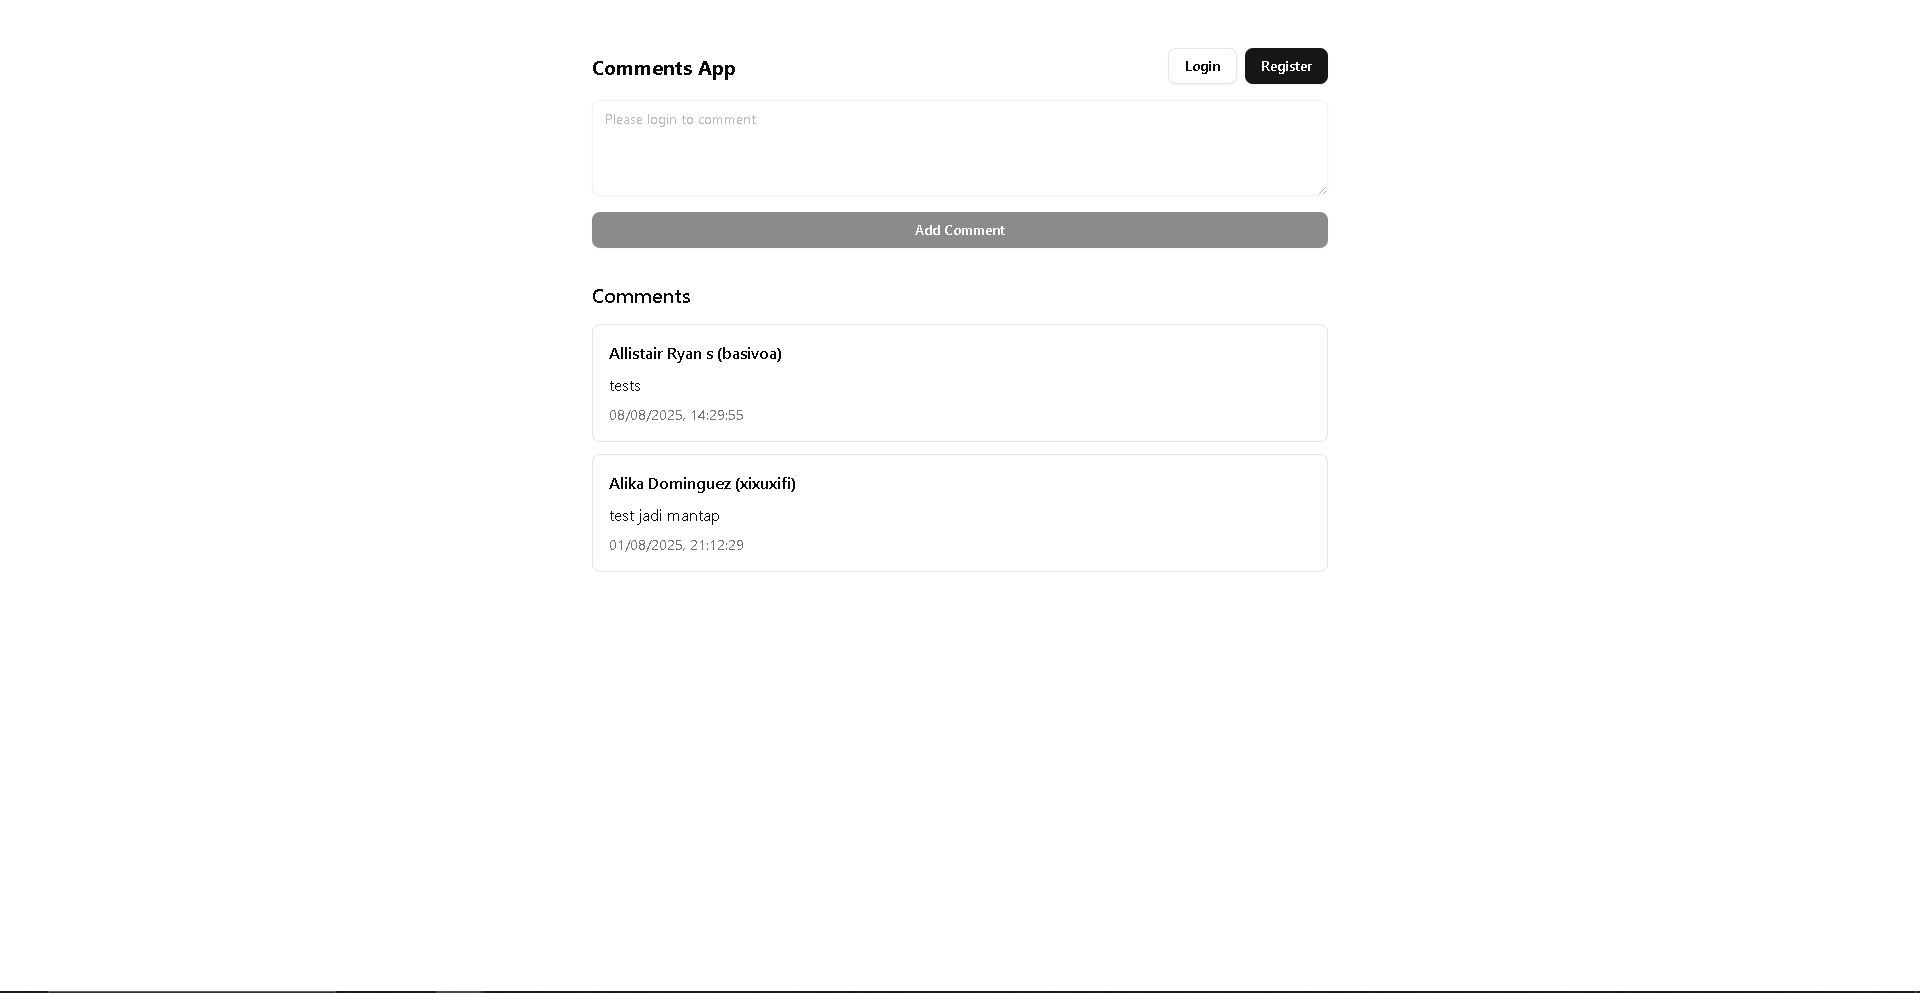 Comments App
Login
Register
Please login to comment
Add Comment
Comments
Allistair Ryan s (basivoa)
tests
08/08/2025, 14:29:55
Alika Dominguez (xixuxifi)
test jadi mantap
01/08/2025, 21:12:29